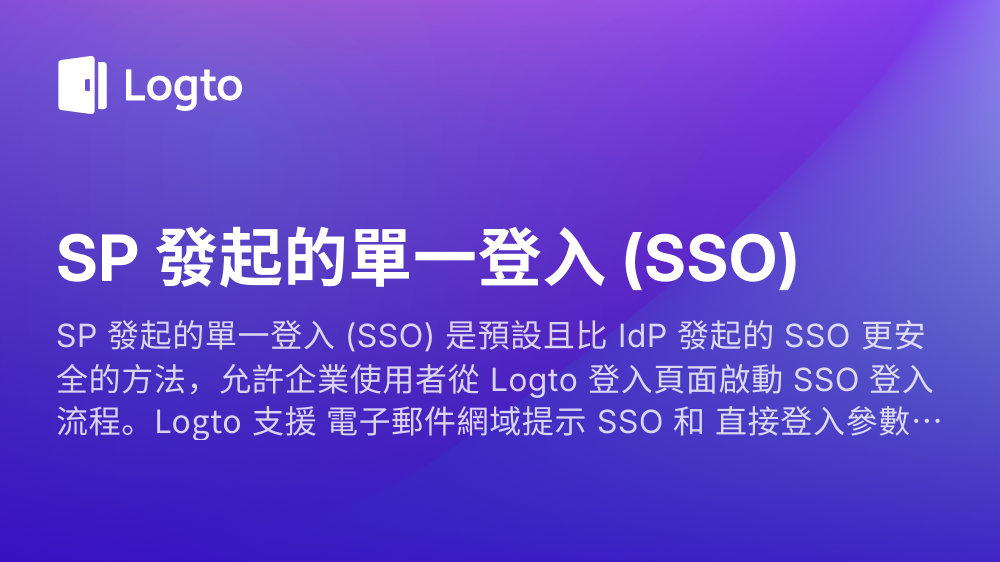 Logto
SP 發起的單一登入 (SSO)
SP 發起的單一登入 (SSO) 是預設且比 IdP 發起的 SSO 更安
全的方法，允許企業使用者從 Logto 登入頁面啟動 SSO 登入
流程。Logto 支援 電子郵件網域提示 SSO 和 直接登入參數⋯